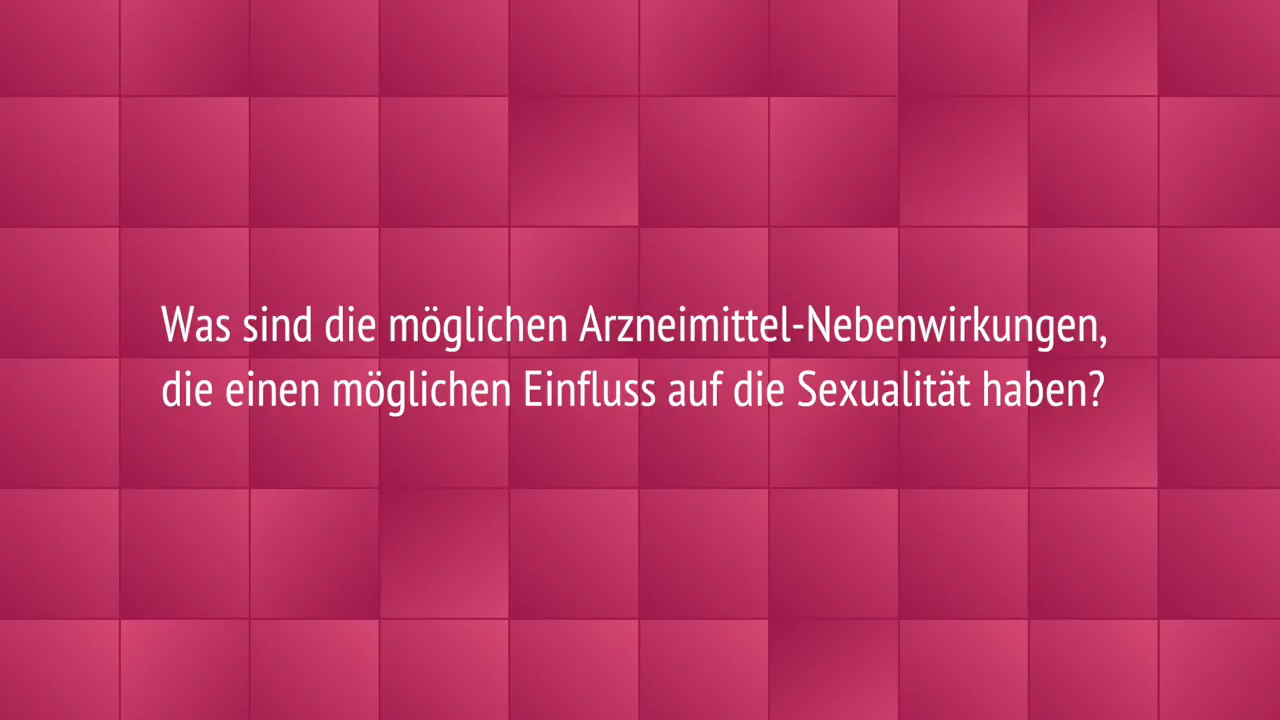 Was sind die möglichen Arzneimittel-Nebenwirkungen,
die einen möglichen Einfluss auf die Sexualität haben?